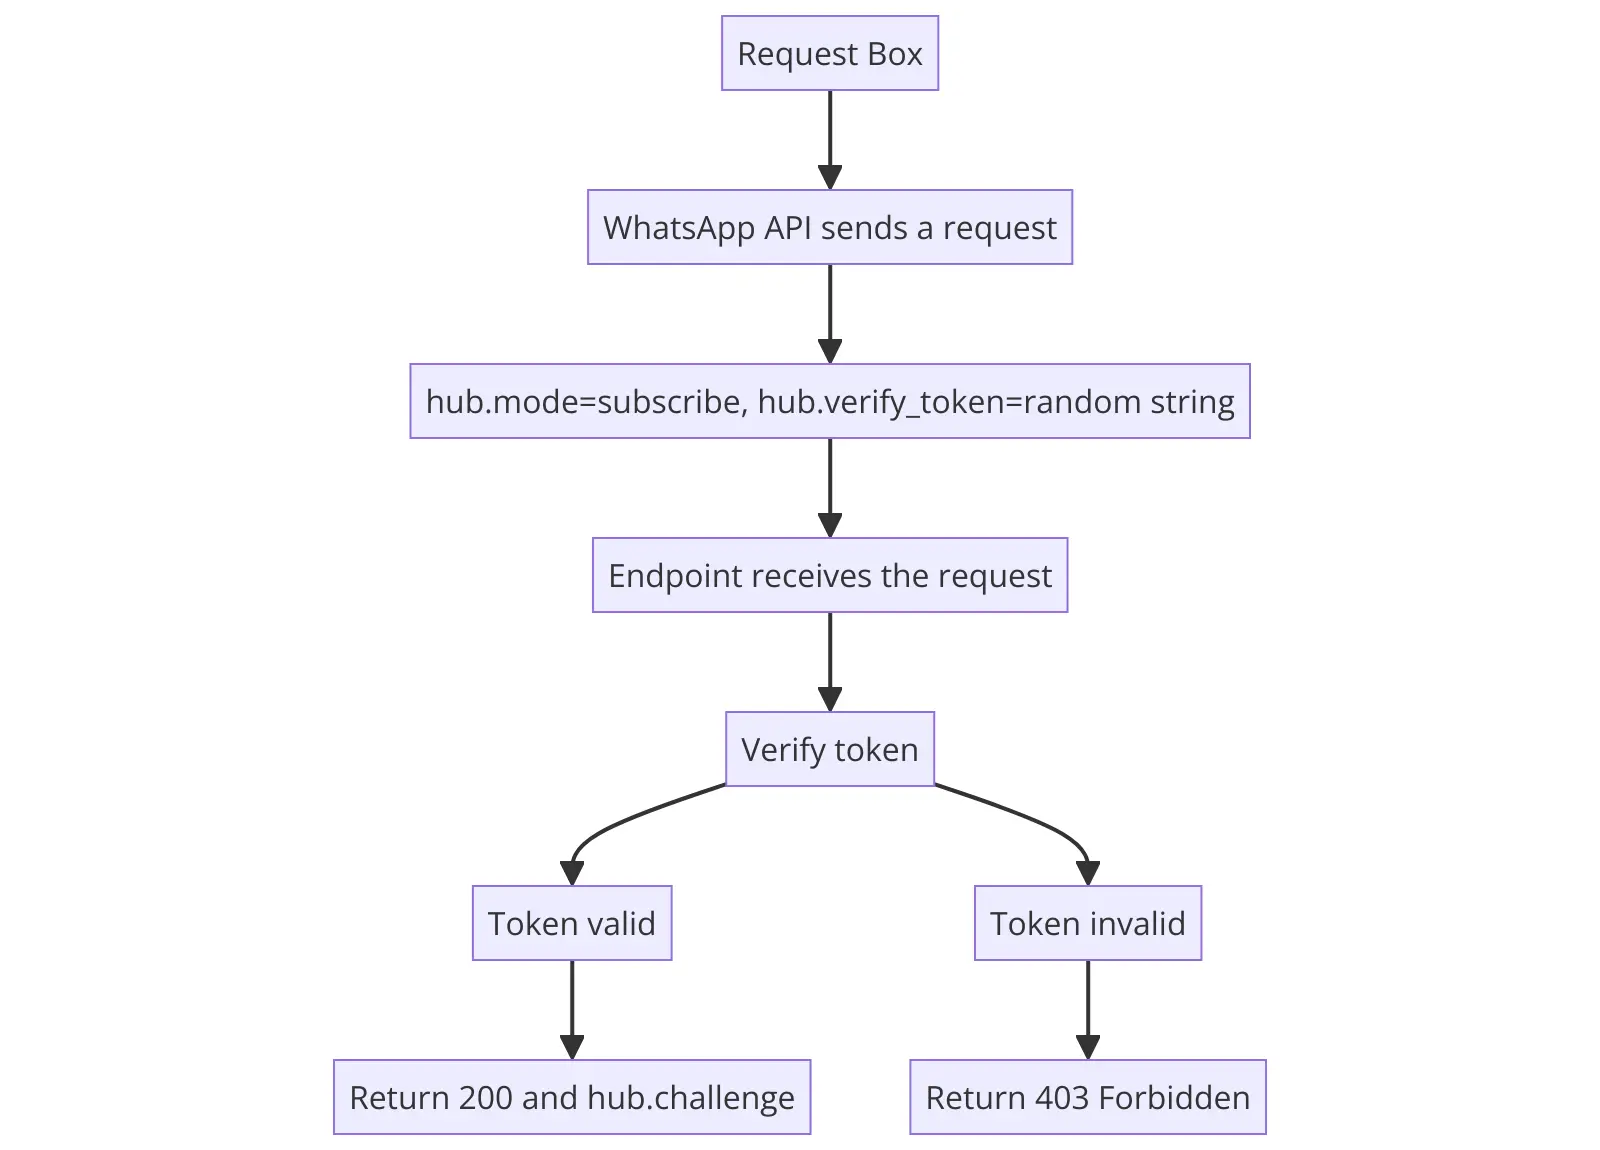 Request Box
WhatsApp API sends a request
hub.mode=subscribe, hub.verify_token=random string
Endpoint receives the request
Verify token
Token valid
Token invalid
Return 200 and hub.challenge
Return 403 Forbidden